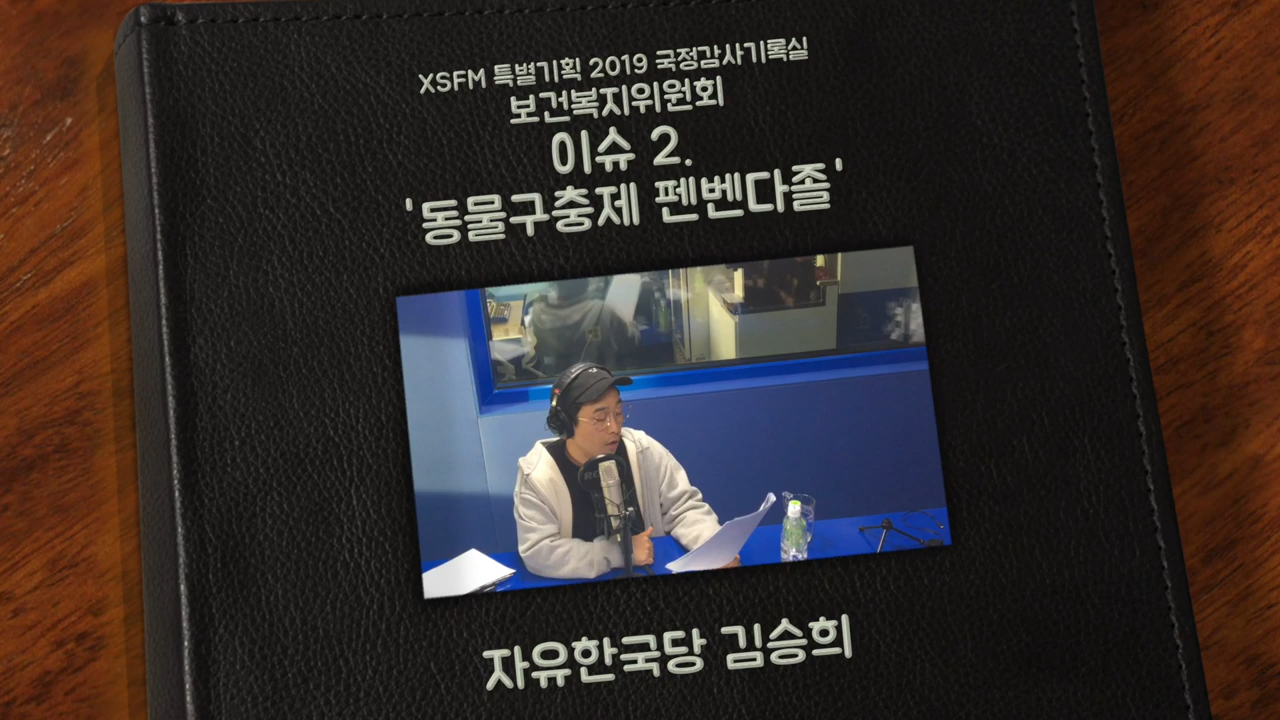 XSFM 특별기획 2019 국정감사기록실
보건복지위원회
이슈 2.
'동물구충제 펜벤다졸'
자유한국당 김승희